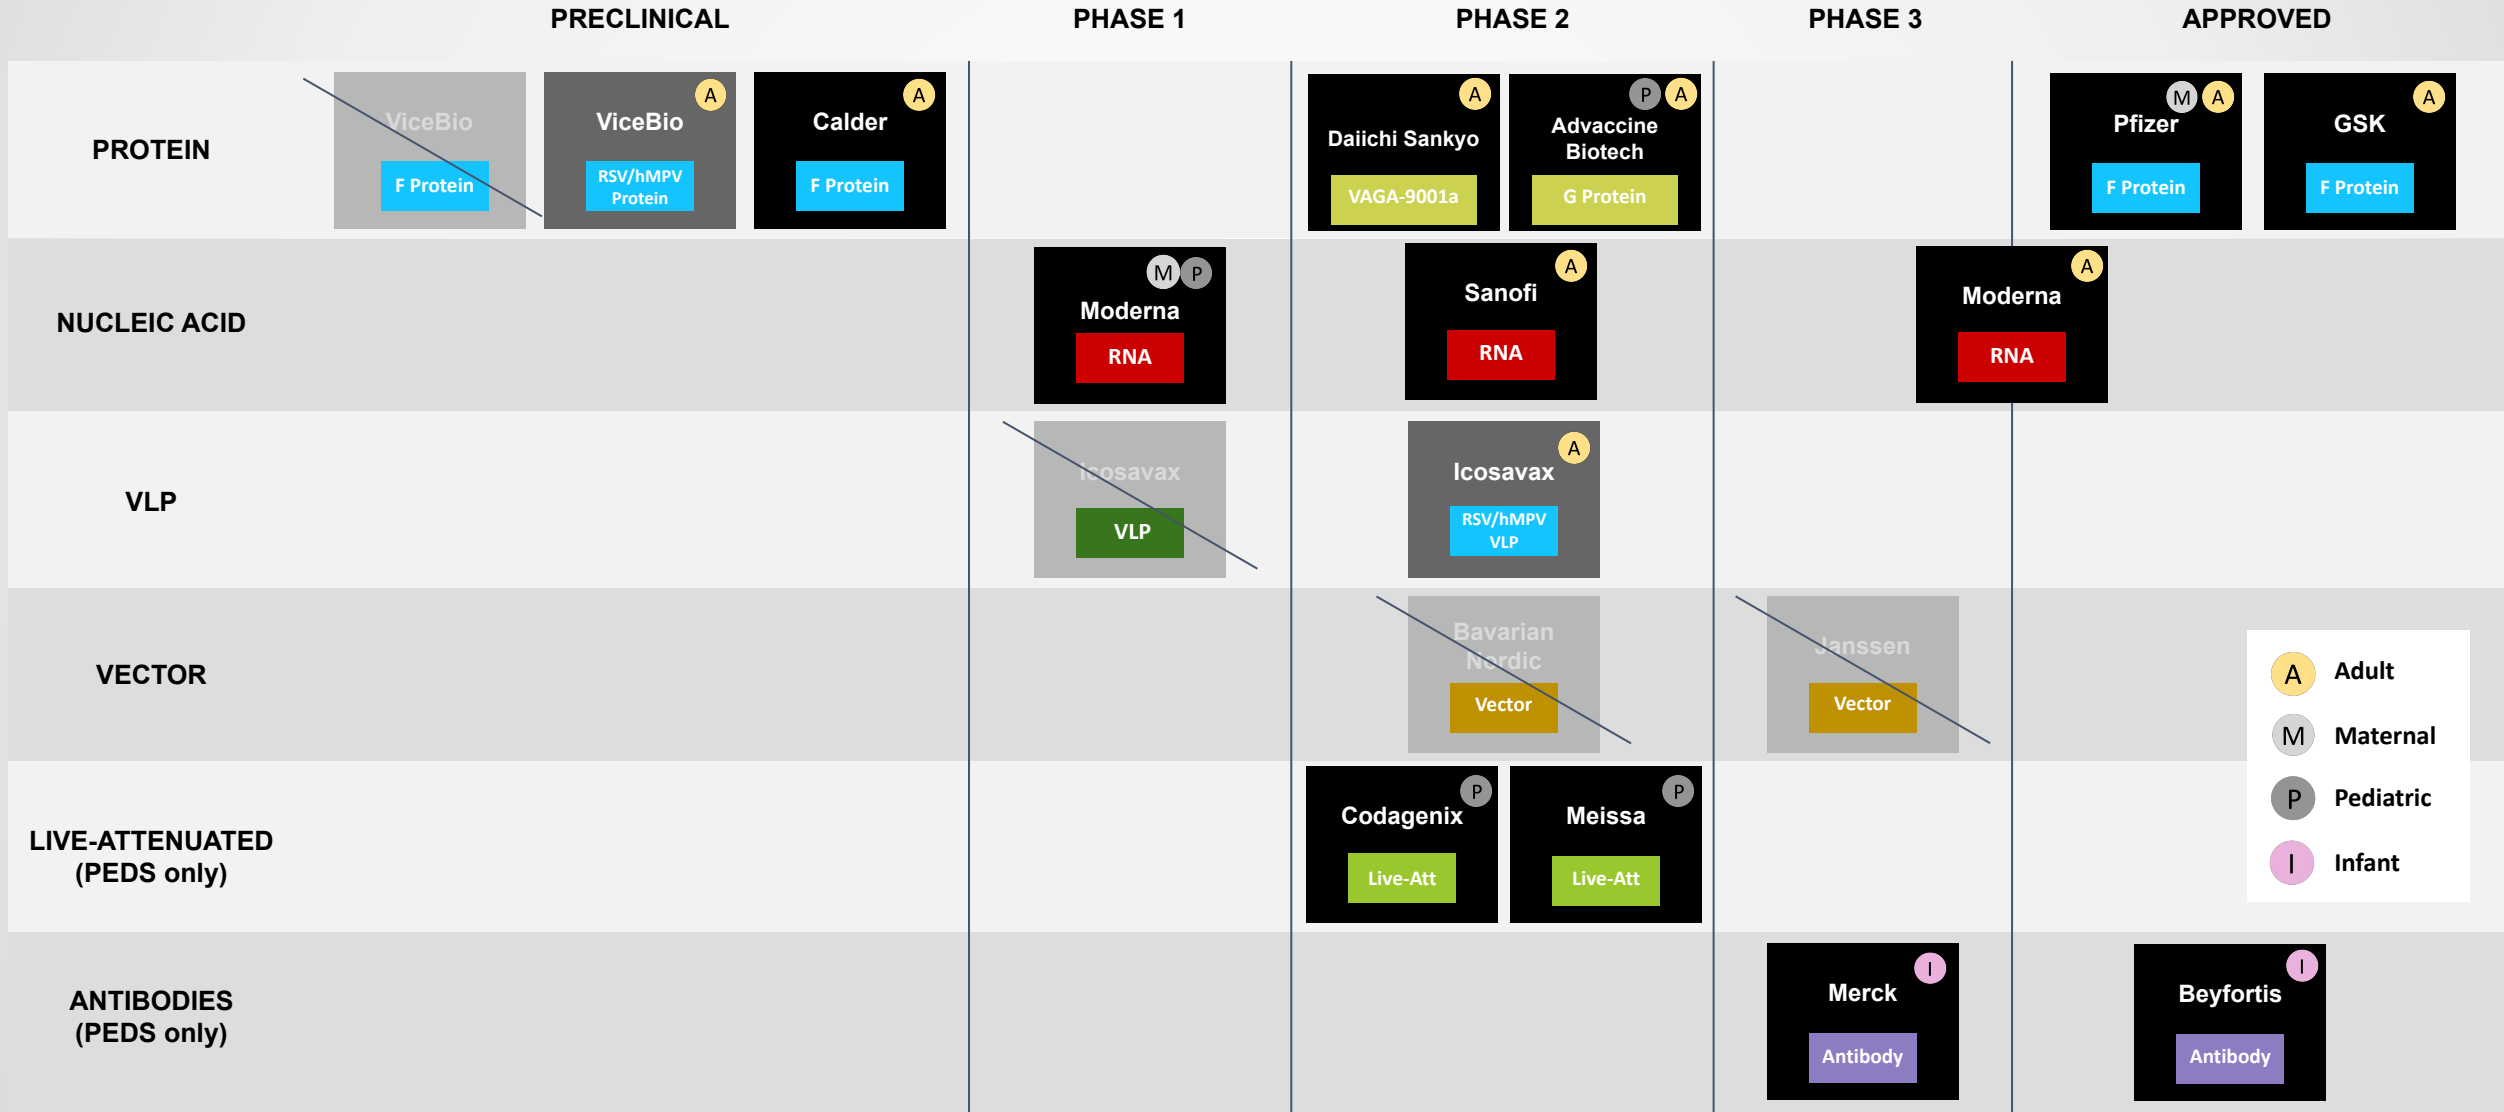 PRECLINICAL
PHASE 1
PHASE 2
PHASE 3
APPROVED
PROTEIN
ViceBio
F Protein
A
ViceBio
RSV/hMPV
Protein
A
Calder
F Protein
A
Daiichi Sankyo
VAGA-9001a
P A
Advaccine
Biotech
G Protein
M A
Pfizer
F Protein
A
GSK
F Protein
NUCLEIC ACID
M P
Moderna
RNA
A
Sanofi
RNA
A
Moderna
RNA
VLP
Icosavax
VLP
A
Icosavax
RSV/hMPV
VLP
VECTOR
Bavarian
Nordic
Vector
Janssen
Vector
LIVE-ATTENUATED
(PEDS only)
P
Codagenix
Live-Att
P
Meissa
Live-Att
A Adult
M Maternal
P Pediatric
I Infant
ANTIBODIES
(PEDS only)
I
Merck
Antibody
I
Beyfortis
Antibody